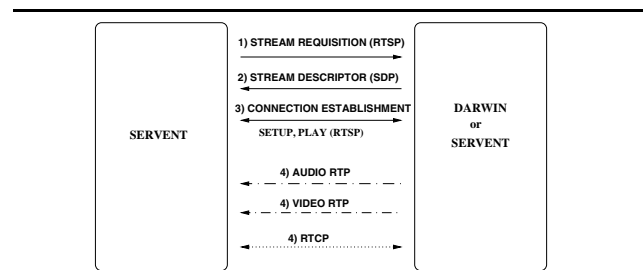 1) STREAM REQUISITION (RTSP)
2) STREAM DESCRIPTOR (SDP)
3) CONNECTION ESTABLISHMENT
SETUP, PLAY (RTSP)
SERVENT
DARWIN
or
SERVENT
4) AUDIO RTP
4) VIDEO RTP
4) RTCP